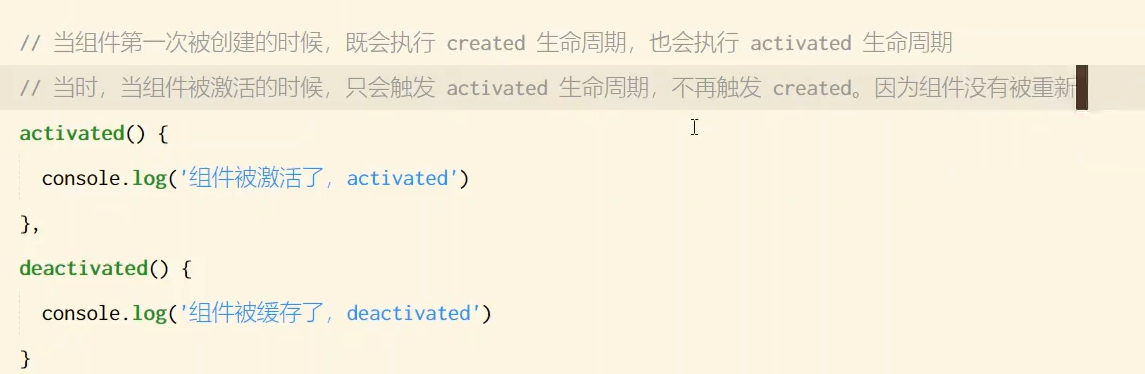 // 当组件第一次被创建的时候，既会执行 created 生命周期，也会执行 activated 生命周期
// 当时，当组件被激活的时候，只会触发 activated 生命周期，不再触发 created。因为组件没有被重新
activated() {
console.log('组件被激活了，activated')
},
deactivated() {
console.log('组件被缓存了，deactivated')
}